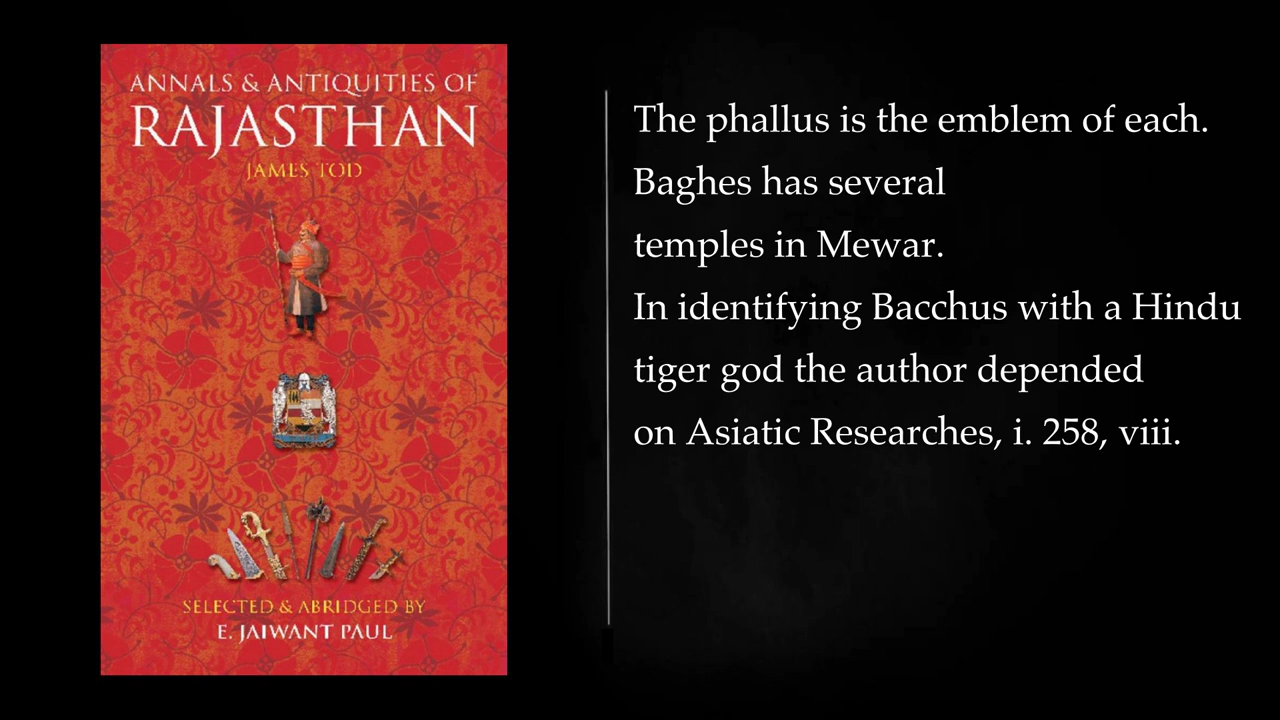 ANNALS & ANTIQUITIES OF
RAJASTHAN
JAMES TOD
SELECTED & ABRIDGED BY
E. JAIWANT PAUL
The phallus is the emblem of each.
Baghes has several
temples in Mewar.
In identifying Bacchus with a Hindu
tiger god the author depended
on Asiatic Researches, i. 258, viii.